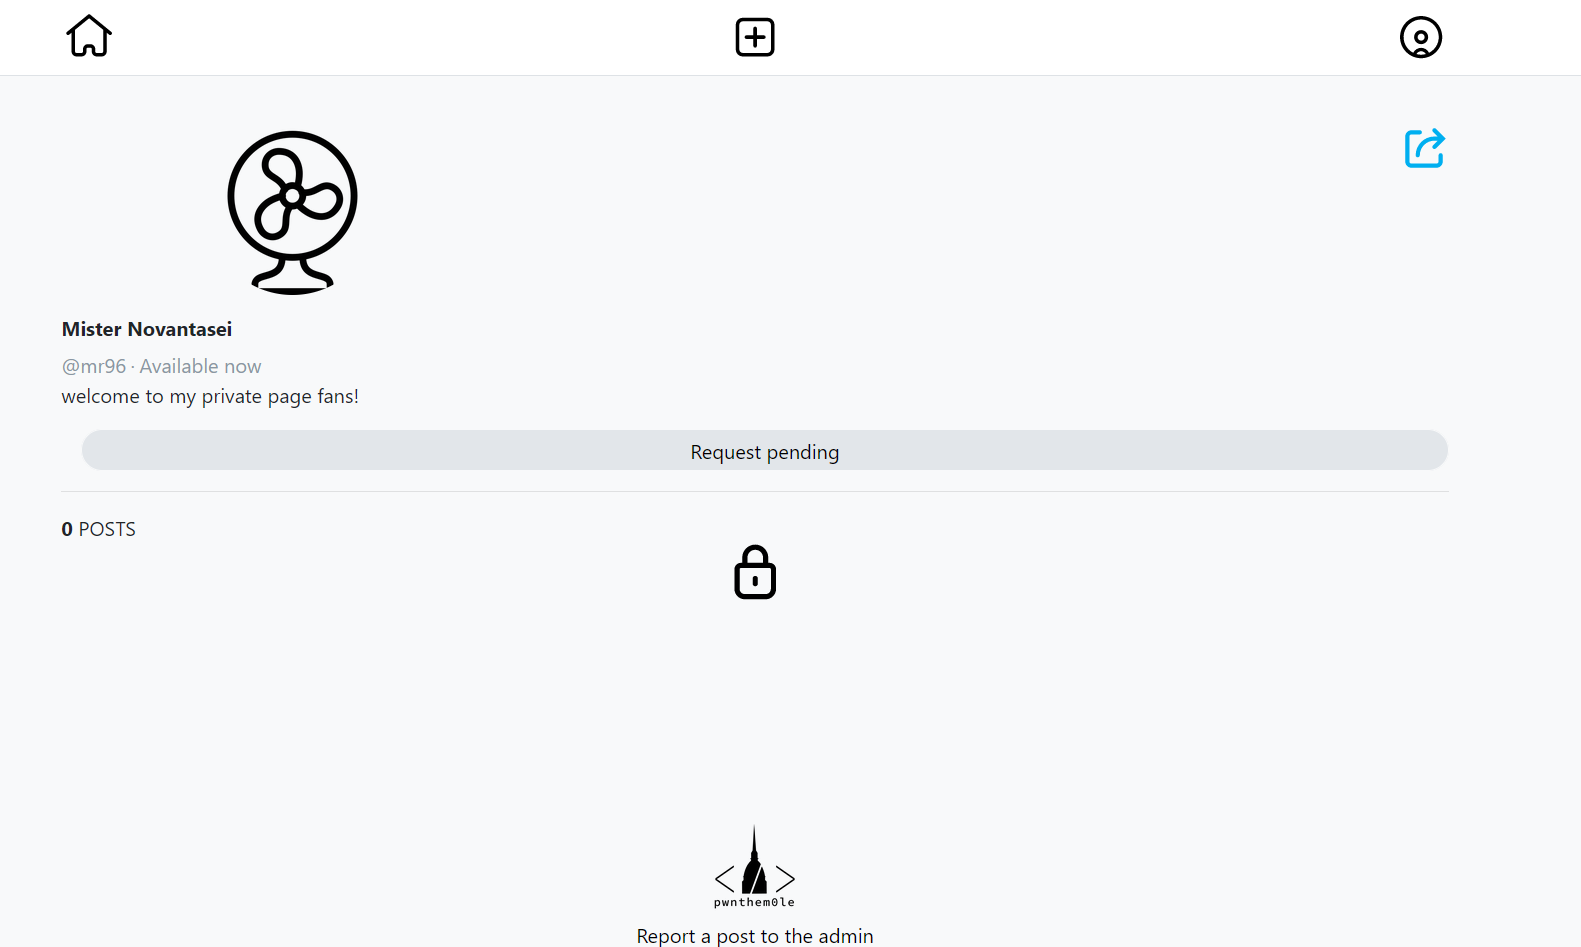 Mister Novantasei
@mr96 · Available now
welcome to my private page fans!
Request pending
0 POSTS
pwnthem0le
Report a post to the admin